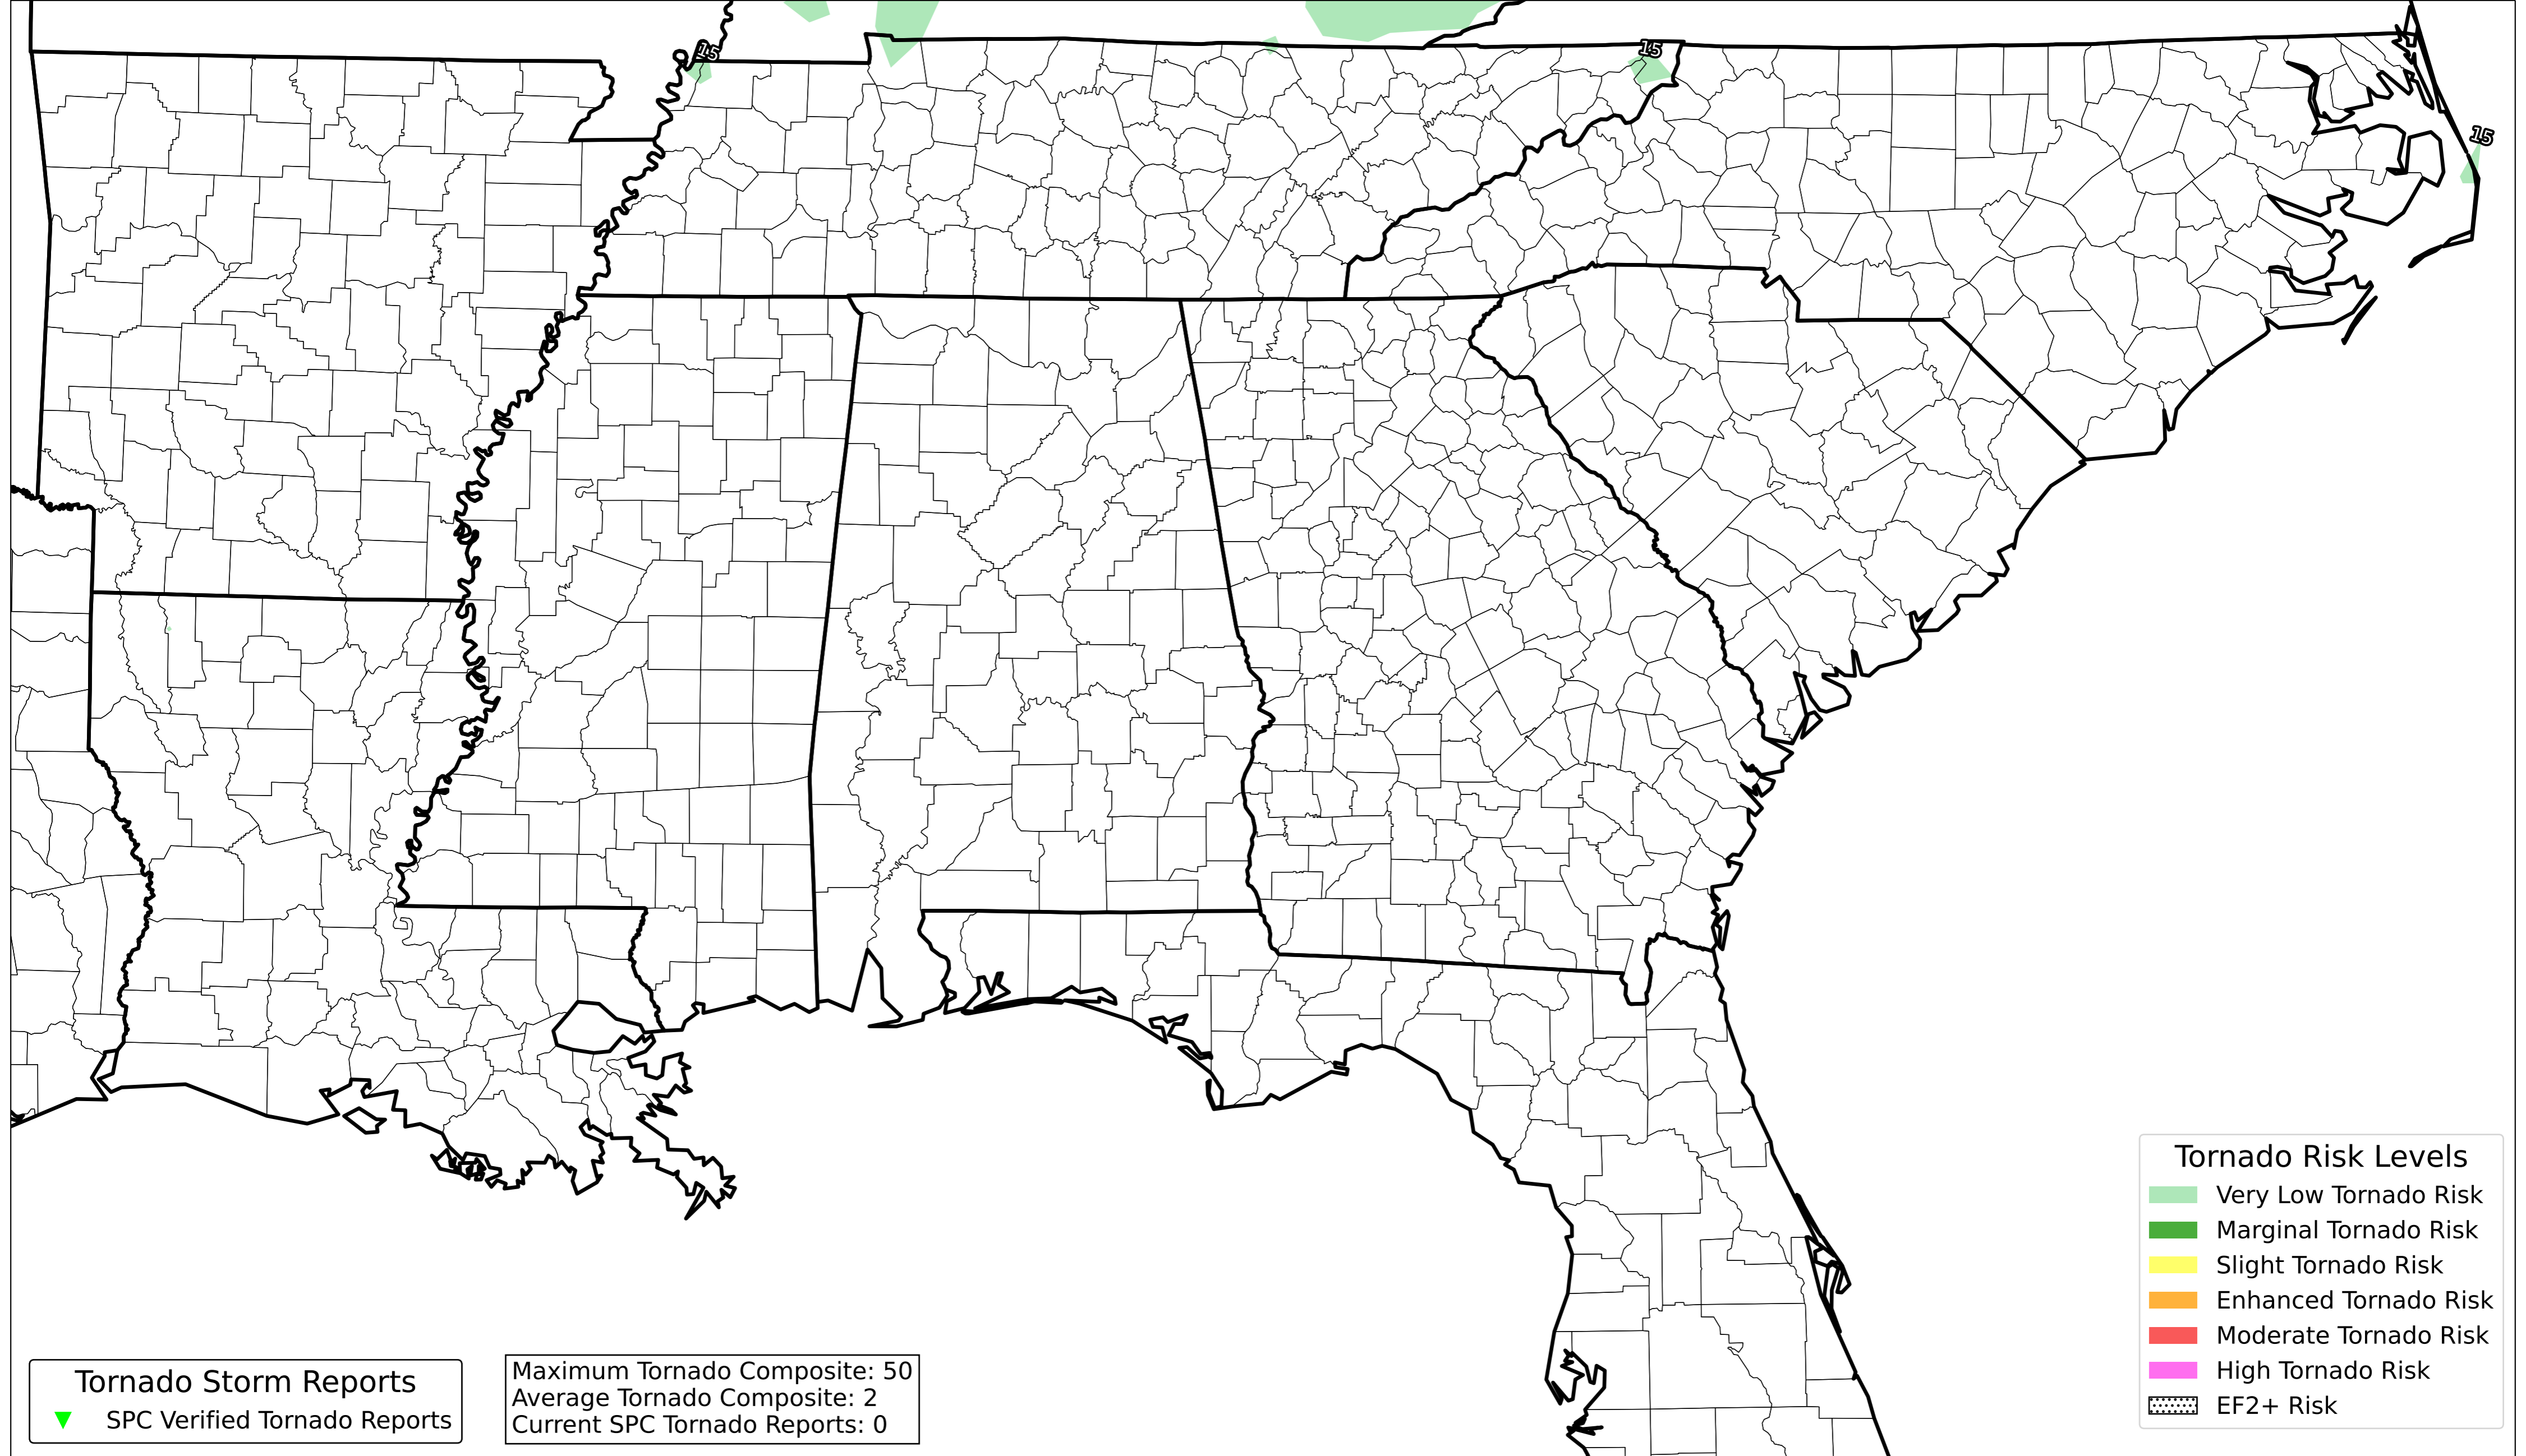 15
15
15
Tornado Risk Levels
Very Low Tornado Risk
Marginal Tornado Risk
Slight Tornado Risk
Enhanced Tornado Risk
Moderate Tornado Risk
High Tornado Risk
EF2+ Risk
Tornado Storm Reports
SPC Verified Tornado Reports
Maximum Tornado Composite: 50
Average Tornado Composite: 2
Current SPC Tornado Reports: 0